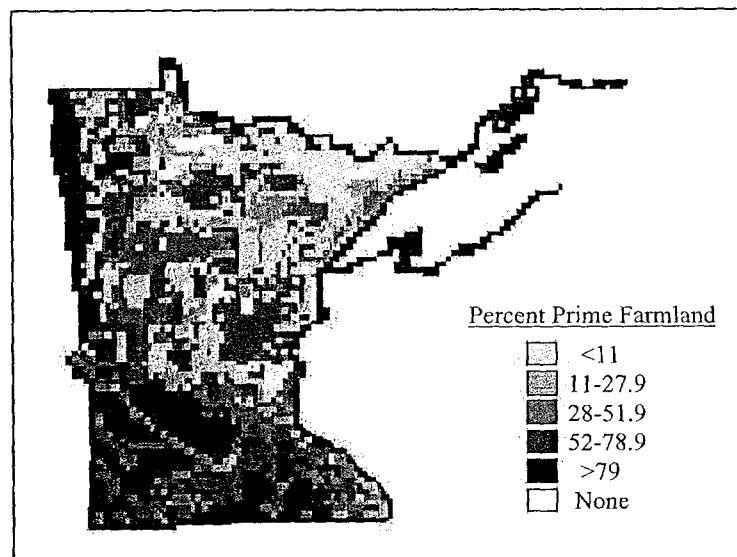 Percent Prime Farmland
<11
11-27.9
28-51.9
52-78.9
>79
None